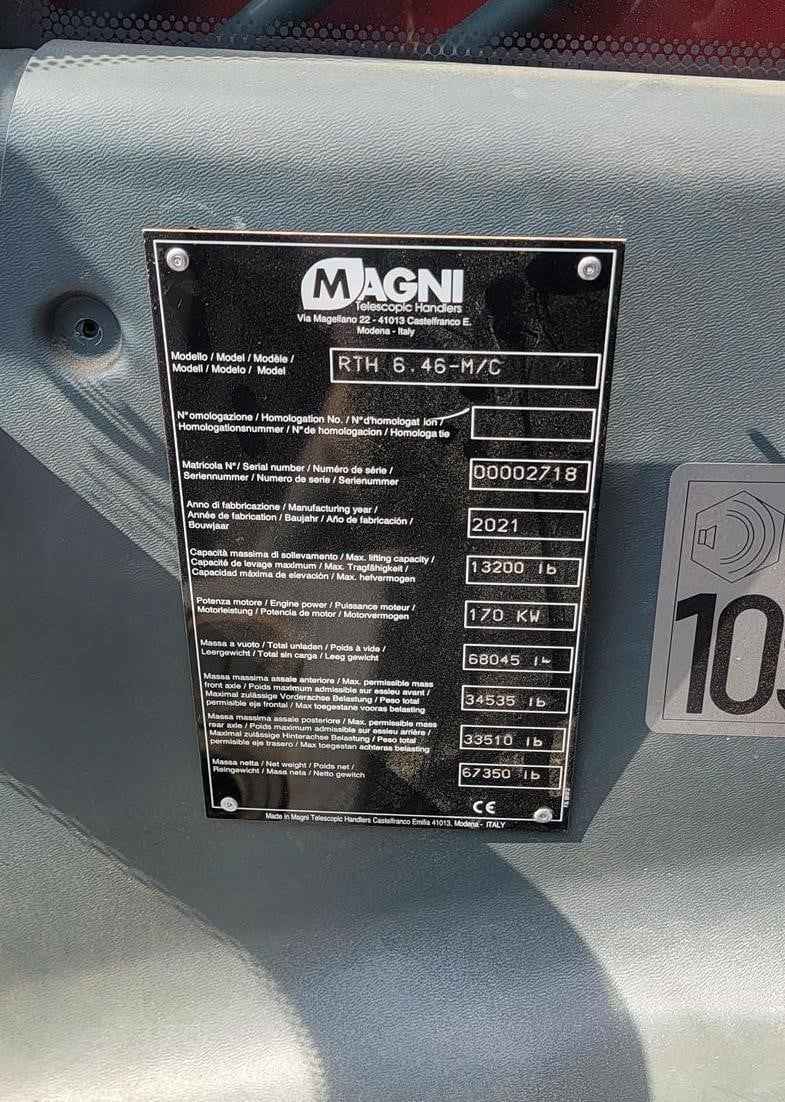 MAGNI
Telescopic Handlers
Via Magellano 22 - 41013 Castelfranco E.
Modena - Italy
Modello / Model / Modèle /
Modell / Modelo / Model
RTH 6.46-M/C
N°omologazione / Homologation No. / N°d'homologat ion /
Homologationsnummer / N°de homologacion / Homologa tie
Matricola N°/ Serial number / Numéro de série /
Seriennummer / Numero de serie / Serienummer
00002718
Anno di fabbricazione / Manufacturing year /
Année de fabrication / Baujahr / Año de fabricación /
Bouwjaar
2021
Capacità massima di sollevamento / Max. lifting capacity /
Capacité de levage maximum / Max. Tragfähigkeit /
Capacidad máxima de elevación / Max. hefvermogen
13200 lb
Potenza motore / Engine power / Puissance moteur /
Motorleistung / Potencia de motor / Motorvermogen
170 KW
Massa a vuoto / Total unladen / Poids à vide /
Leergewicht / Total sin carga / Leeg gewicht
68045 lb
Massa massima assale anteriore / Max. permissible mass
front axle / Poids maximum admissible sur essieu avant /
Maximal zulässige Vorderachse Belastung / Peso total
permisible eje frontal / Max toegestane vooras belasting
34535 lb
Massa massima assale posteriore / Max. permissible mass
rear axle / Poids maximum admissible sur essieu arrière /
Maximal zulässige Hinterachse Belastung / Peso total
permisible eje trasero / Max toegestan achteras belasting
33510 lb
Massa netta / Net weight / Poids net /
Reingewicht / Masa neta / Netto gewitch
67350 lb
CE
Made in Magni Telescopic Handlers Castelfranco Emilia 41013, Modena - ITALY